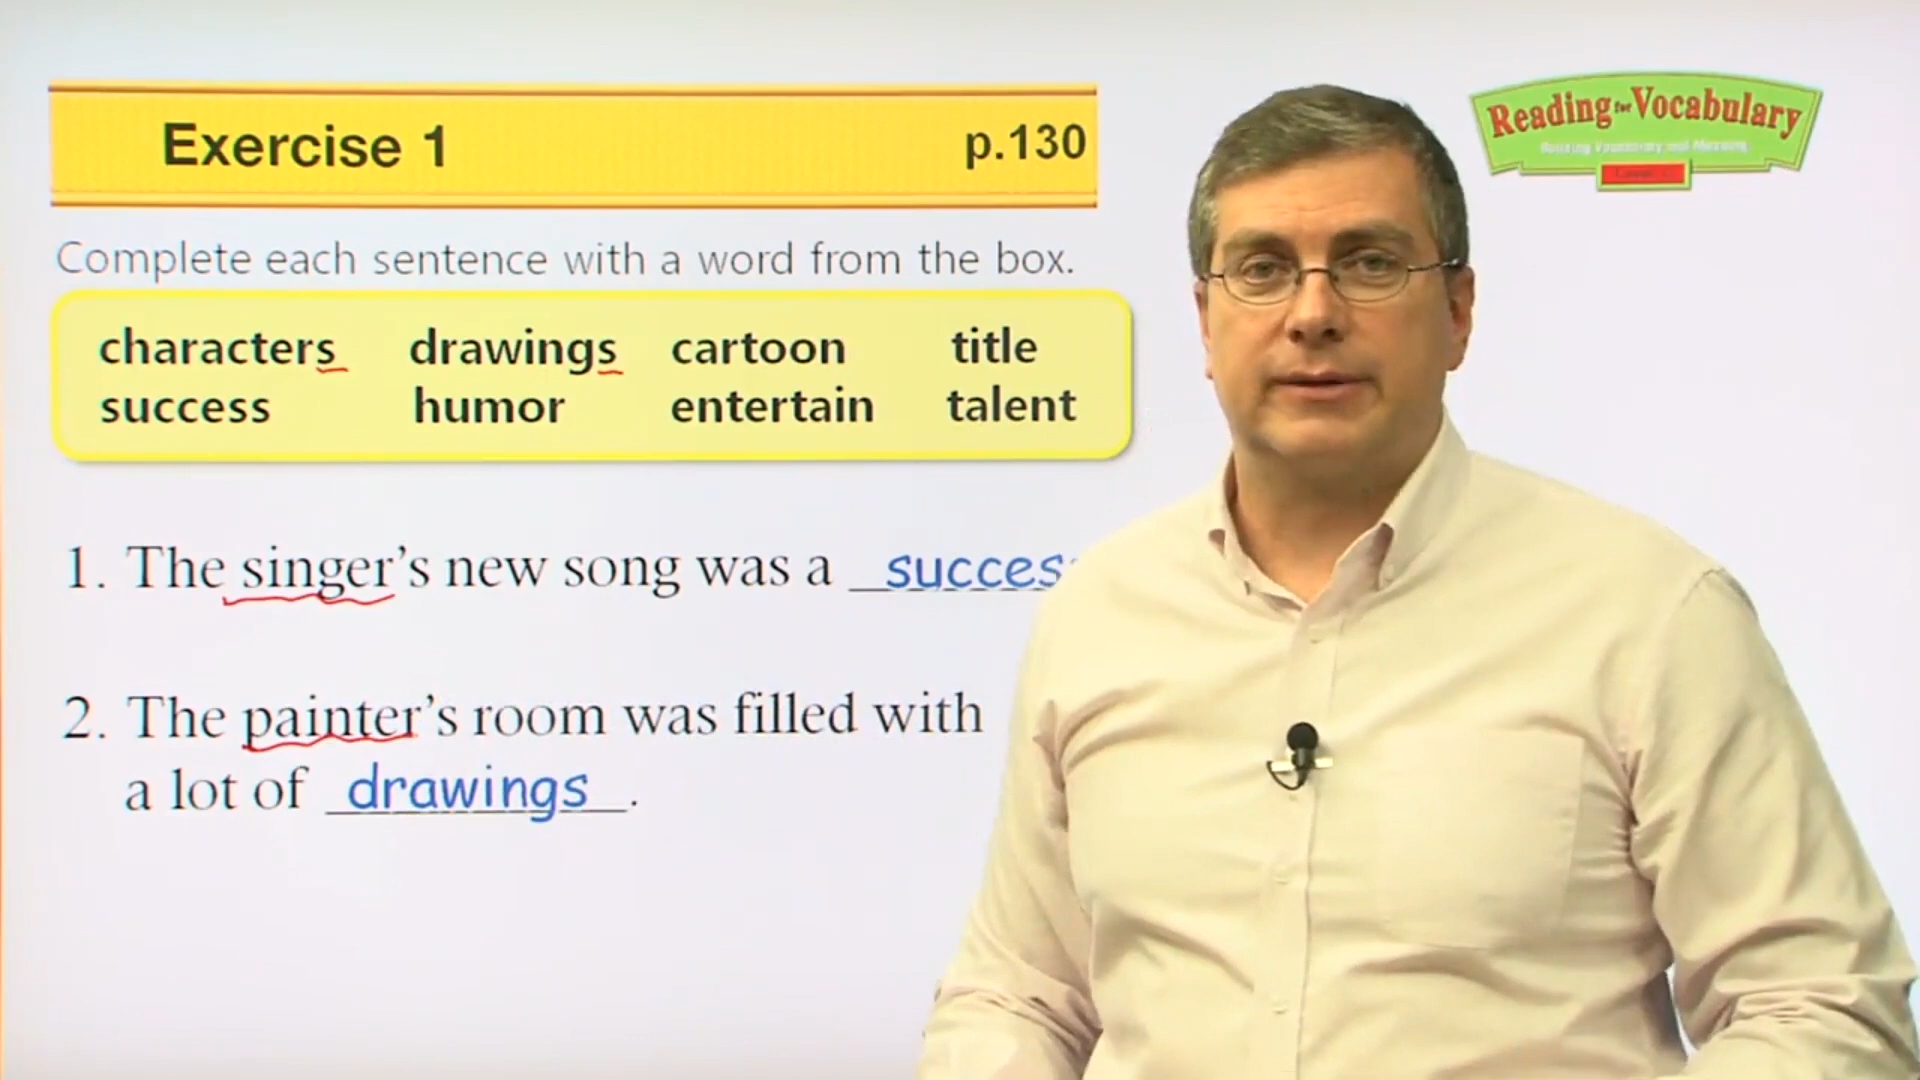 Exercise 1 p.130
Reading for Vocabulary
Complete each sentence with a word from the box.
characters drawings cartoon title
success humor entertain talent
1. The singer's new song was a succes
2. The painter's room was filled with
a lot of drawings.